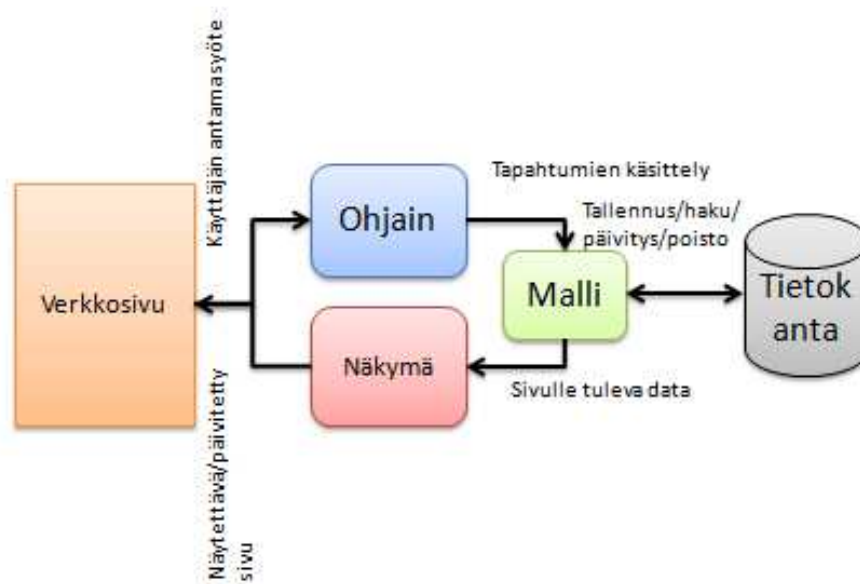 Käyttäjän antamasyöte
Verkkosivu
Näytettävä/päivitetty
sivu
Ohjain
Näkymä
Tapahtumien käsittely
Tallennus/haku/
päivitys/poisto
Malli
Sivulle tuleva data
Tietok
anta